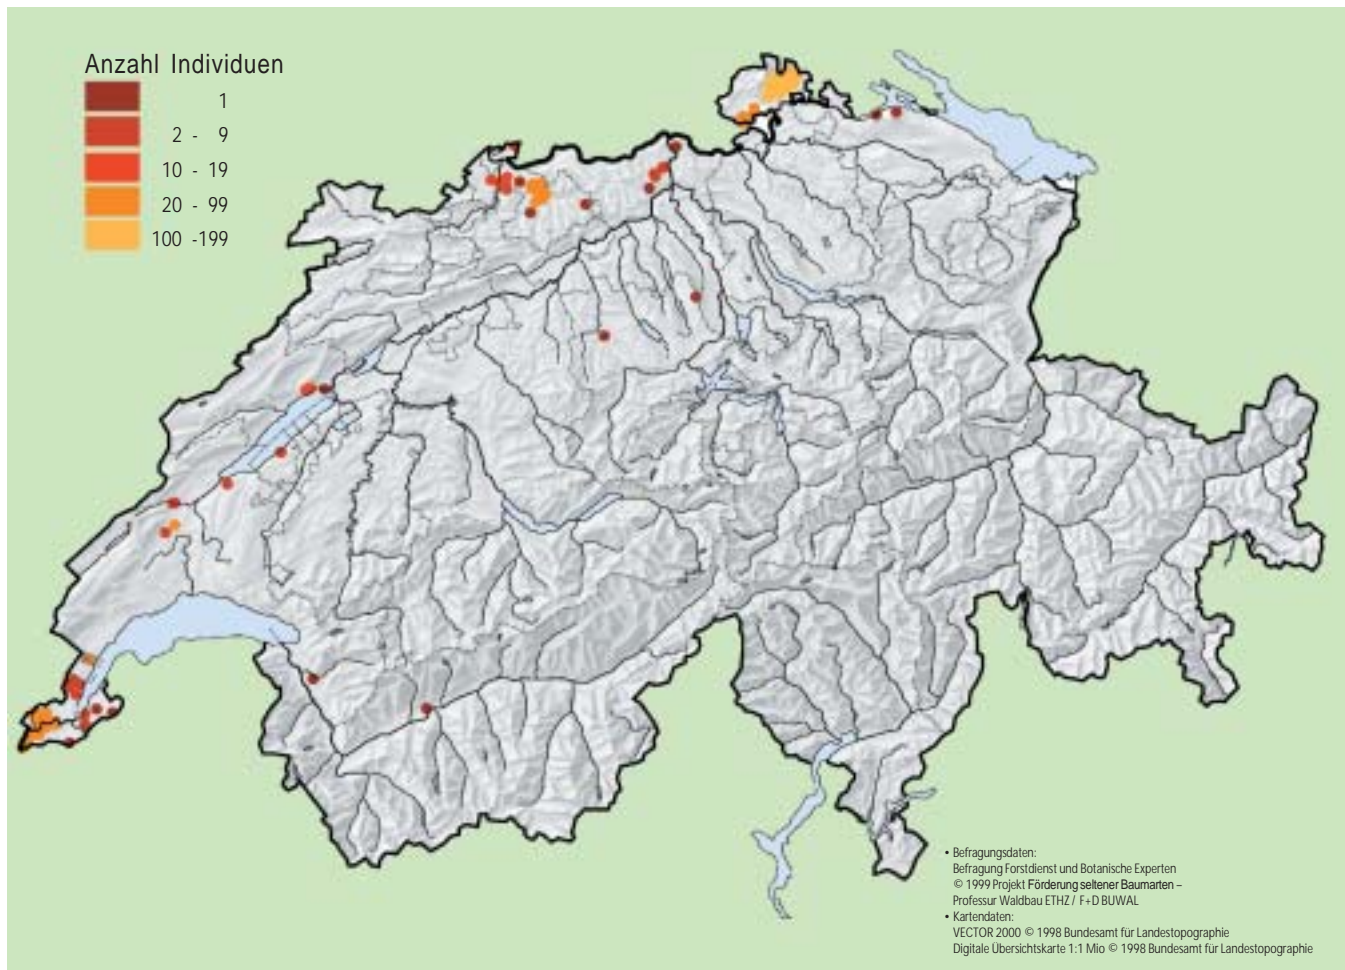 Anzahl Individuen
1
2 - 9
10 - 19
20 - 99
100 -199
• Befragungsdaten:
Befragung Forstdienst und Botanische Experten
© 1999 Projekt Förderung seltener Baumarten –
Professur Waldbau ETHZ / F+D BUWAL
• Kartendaten:
VECTOR 2000 © 1998 Bundesamt für Landestopographie
Digitale Übersichtskarte 1:1 Mio © 1998 Bundesamt für Landestopographie